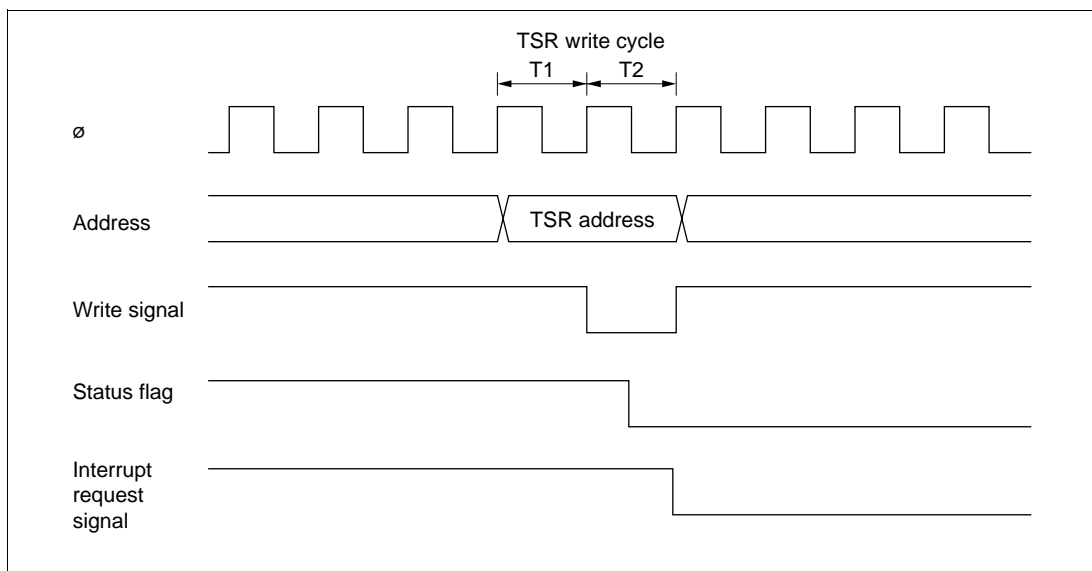 TSR write cycle
T1 T2
ø
Address
TSR address
Write signal
Status flag
Interrupt
request
signal